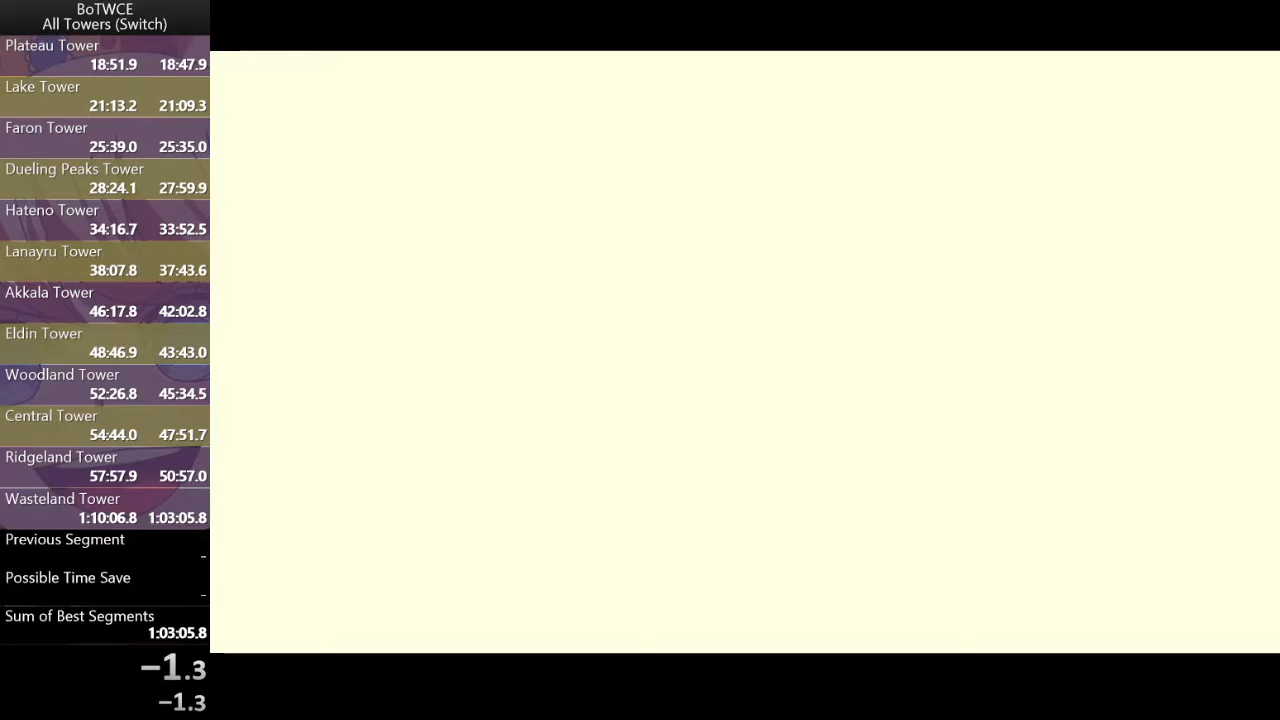 BoTWCE
All Towers (Switch)
Plateau Tower
18:51.9 18:47.9
Lake Tower
21:13.2 21:09.3
Faron Tower
25:39.0 25:35.0
Dueling Peaks Tower
28:24.1 27:59.9
Hateno Tower
34:16.7 33:52.5
Lanayru Tower
38:07.8 37:43.6
Akkala Tower
46:17.8 42:02.8
Eldin Tower
48:46.9 43:43.0
Woodland Tower
52:26.8 45:34.5
Central Tower
54:44.0 47:51.7
Ridgeland Tower
57:57.9 50:57.0
Wasteland Tower
1:10:06.8 1:03:05.8
Previous Segment
-
Possible Time Save
-
Sum of Best Segments
1:03:05.8
−1.3
−1.3